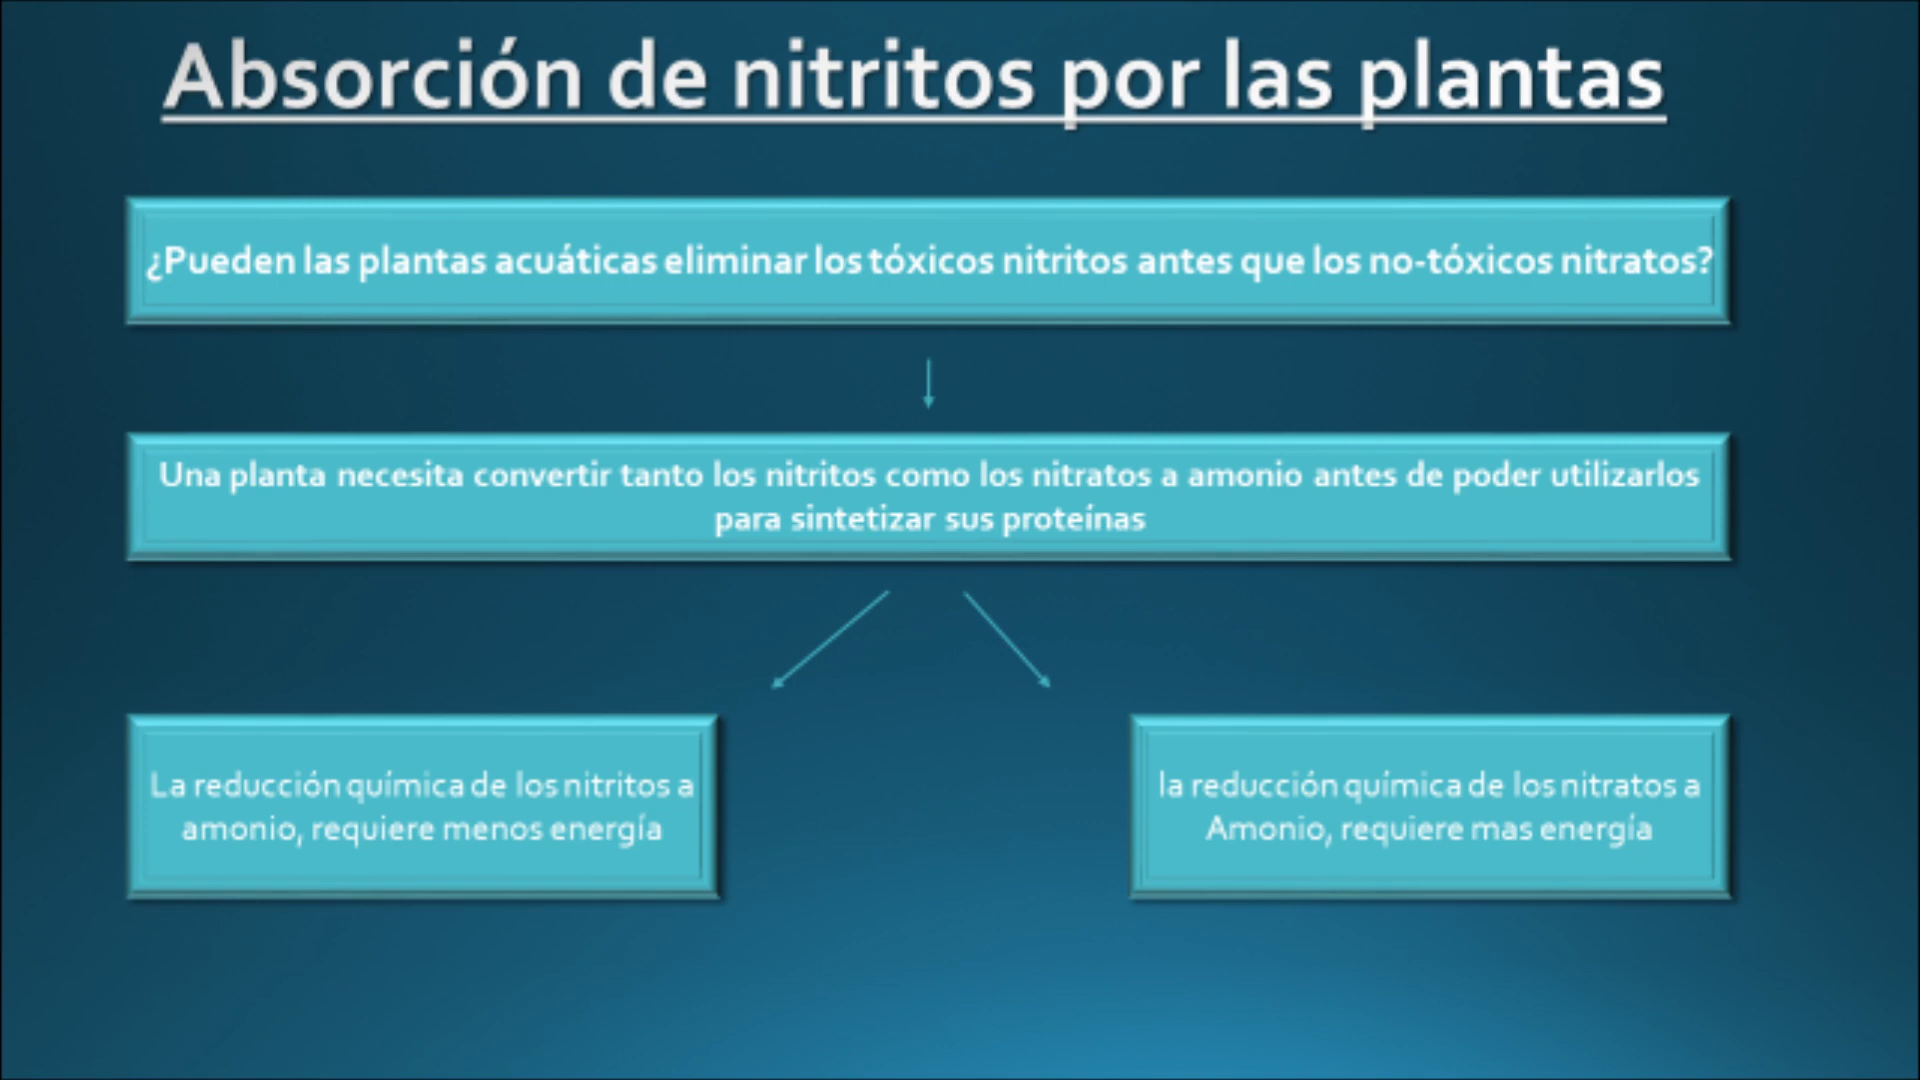 Absorción de nitritos por las plantas
¿Pueden las plantas acuáticas eliminar los tóxicos nitritos antes que los no-tóxicos nitratos?
Una planta necesita convertir tanto los nitritos como los nitratos a amonio antes de poder utilizarlos
para sintetizar sus proteínas
La reducción química de los nitritos a
amonio, requiere menos energía
la reducción química de los nitratos a
Amonio, requiere mas energía